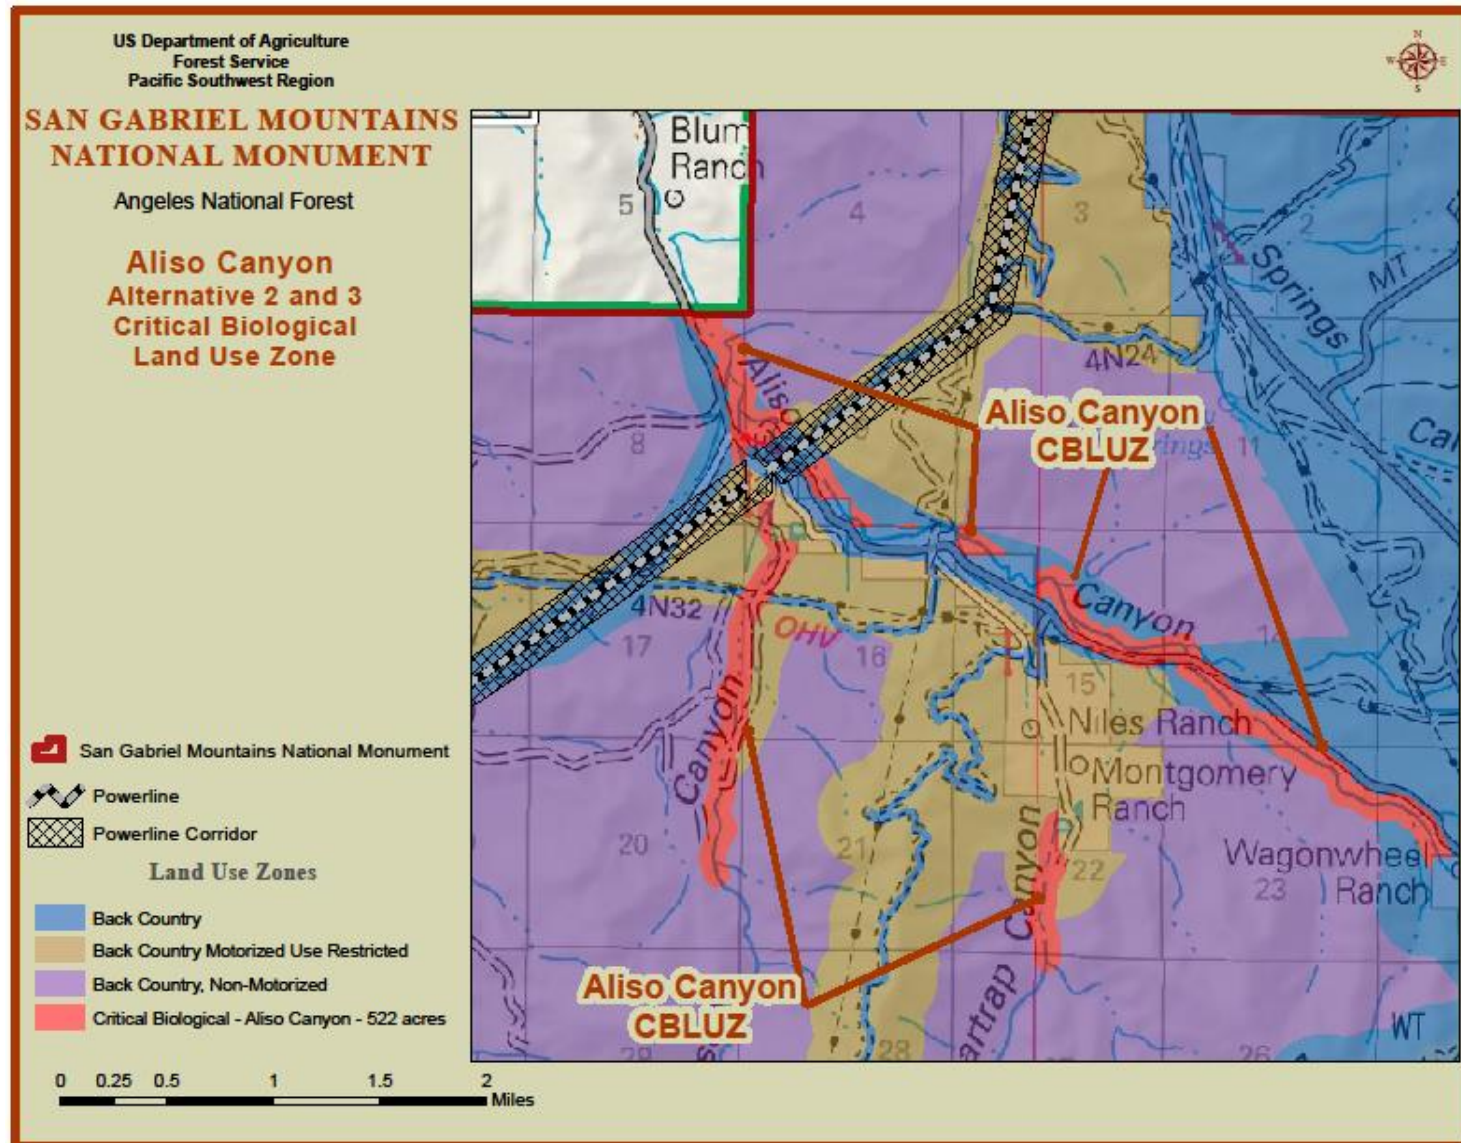 US Department of Agriculture
Forest Service
Pacific Southwest Region
SAN GABRIEL MOUNTAINS
NATIONAL MONUMENT
Angeles National Forest
Aliso Canyon
Alternative 2 and 3
Critical Biological
Land Use Zone
San Gabriel Mountains National Monument
Powerline
Powerline Corridor
Land Use Zones
Back Country
Back Country Motorized Use Restricted
Back Country, Non-Motorized
Critical Biological - Aliso Canyon - 522 acres
0 0.25 0.5 1 1.5 2
Miles
N
W E
S
Blum
Ranch
5
4
3
2
Springs
MT
4N24
Aliso
8
Aliso Canyon
CBLUZ
rings
11
Cal
4N32
OHV
17
16
Canyon
14
15
Niles Ranch
Montgomery
Ranch
Canyon
20
21
22
Canyon
Wagonwheel
Ranch
23
Aliso Canyon
CBLUZ
artrap
28
26
WT